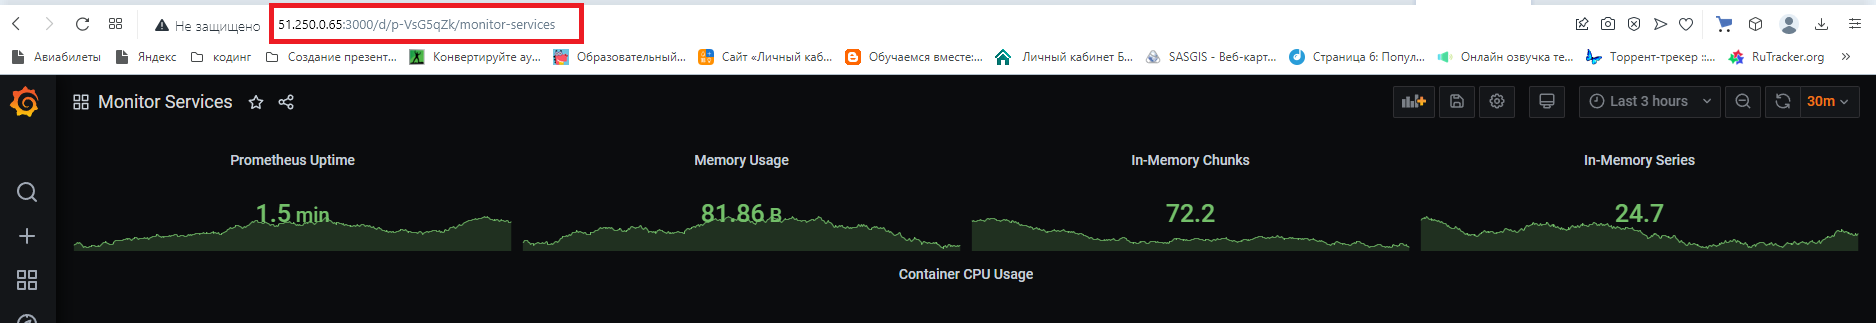 Не защищено 51.250.0.65:3000/d/p-VsG5qZk/monitor-services
Авиабилеты Яндекс кодинг Создание презент... Конвертируйте ау... Образовательный... Сайт «Личный каб... Обучаемся вместе:... Личный кабинет Б... SASGIS - Веб-карт... Страница 6: Попул... Онлайн озвучка те... Торрент-трекер ::... RuTracker.org »
Monitor Services Last 3 hours 30m
Prometheus Uptime Memory Usage In-Memory Chunks In-Memory Series
1.5 min 81.86 B 72.2 24.7
Container CPU Usage